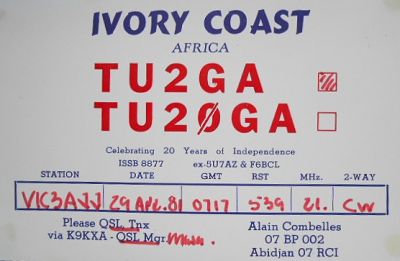 IVORY COAST
AFRICA
TU2GA
TU2ØGA
Celebrating 20 Years of Independence
ISSB 8877 ex-5U7AZ & F6BCL
STATION DATE GMT RST MHz. 2-WAY
VK3AJJ 29 APL.81 0717 539 21. CW
Please QSL Tnx
via K9KXA - QSL Mgr.
Alain Combelles
07 BP 002
Abidjan 07 RCI